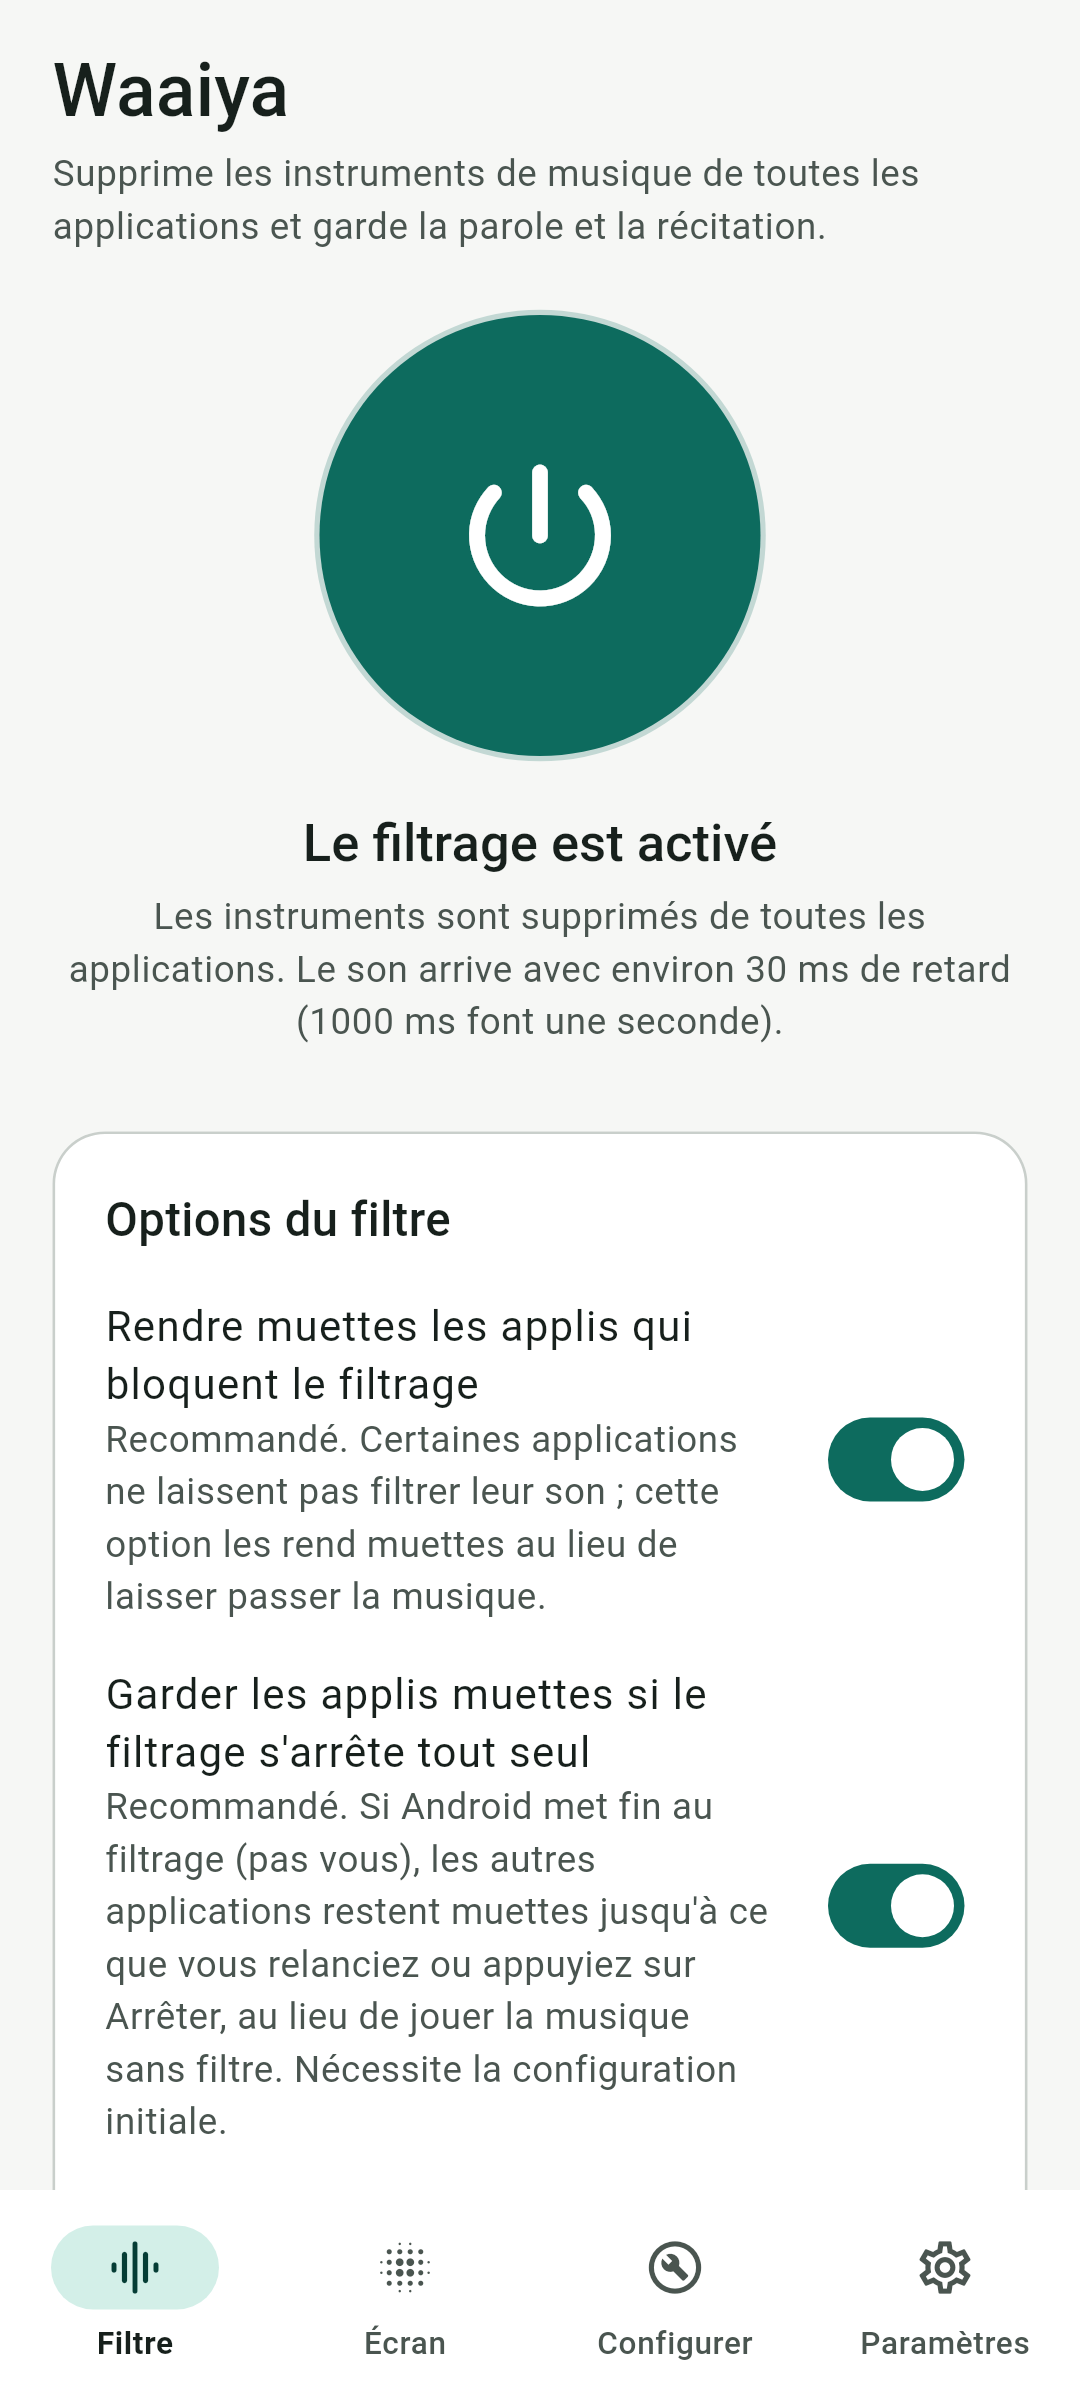 Waaiya
Supprime les instruments de musique de toutes les
applications et garde la parole et la récitation.
Le filtrage est activé
Les instruments sont supprimés de toutes les
applications. Le son arrive avec environ 30 ms de retard
(1000 ms font une seconde).
Options du filtre
Rendre muettes les applis qui
bloquent le filtrage
Recommandé. Certaines applications
ne laissent pas filtrer leur son ; cette
option les rend muettes au lieu de
laisser passer la musique.
Garder les applis muettes si le
filtrage s'arrête tout seul
Recommandé. Si Android met fin au
filtrage (pas vous), les autres
applications restent muettes jusqu'à ce
que vous relanciez ou appuyiez sur
Arrêter, au lieu de jouer la musique
sans filtre. Nécessite la configuration
initiale.
Filtre
Écran
Configurer
Paramètres